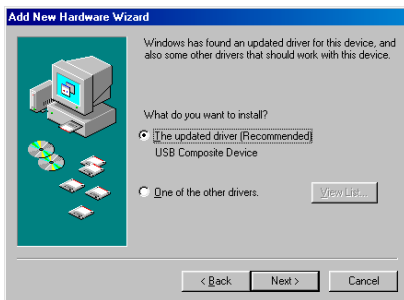 Add New Hardware Wizard
Windows has found an updated driver for this device, and
also some other drivers that should work with this device.
What do you want to install?
The updated driver (Recommended)
USB Composite Device
One of the other drivers.
View List...
< Back
Next >
Cancel